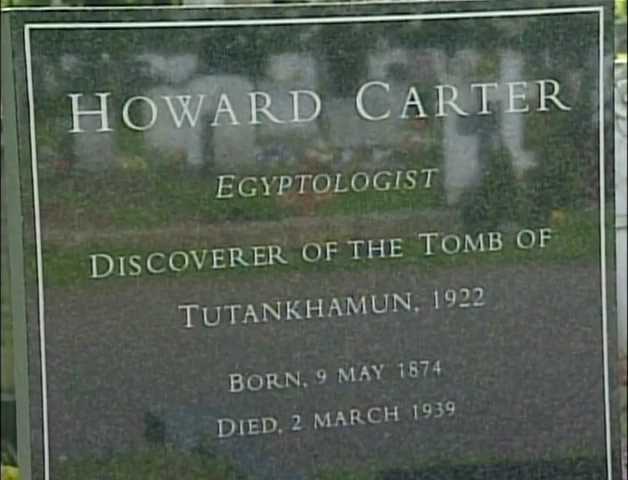 HOWARD CARTER
EGYPTOLOGIST
DISCOVERER OF THE TOMB OF
TUTANKHAMUN, 1922
BORN, 9 MAY 1874
DIED, 2 MARCH 1939